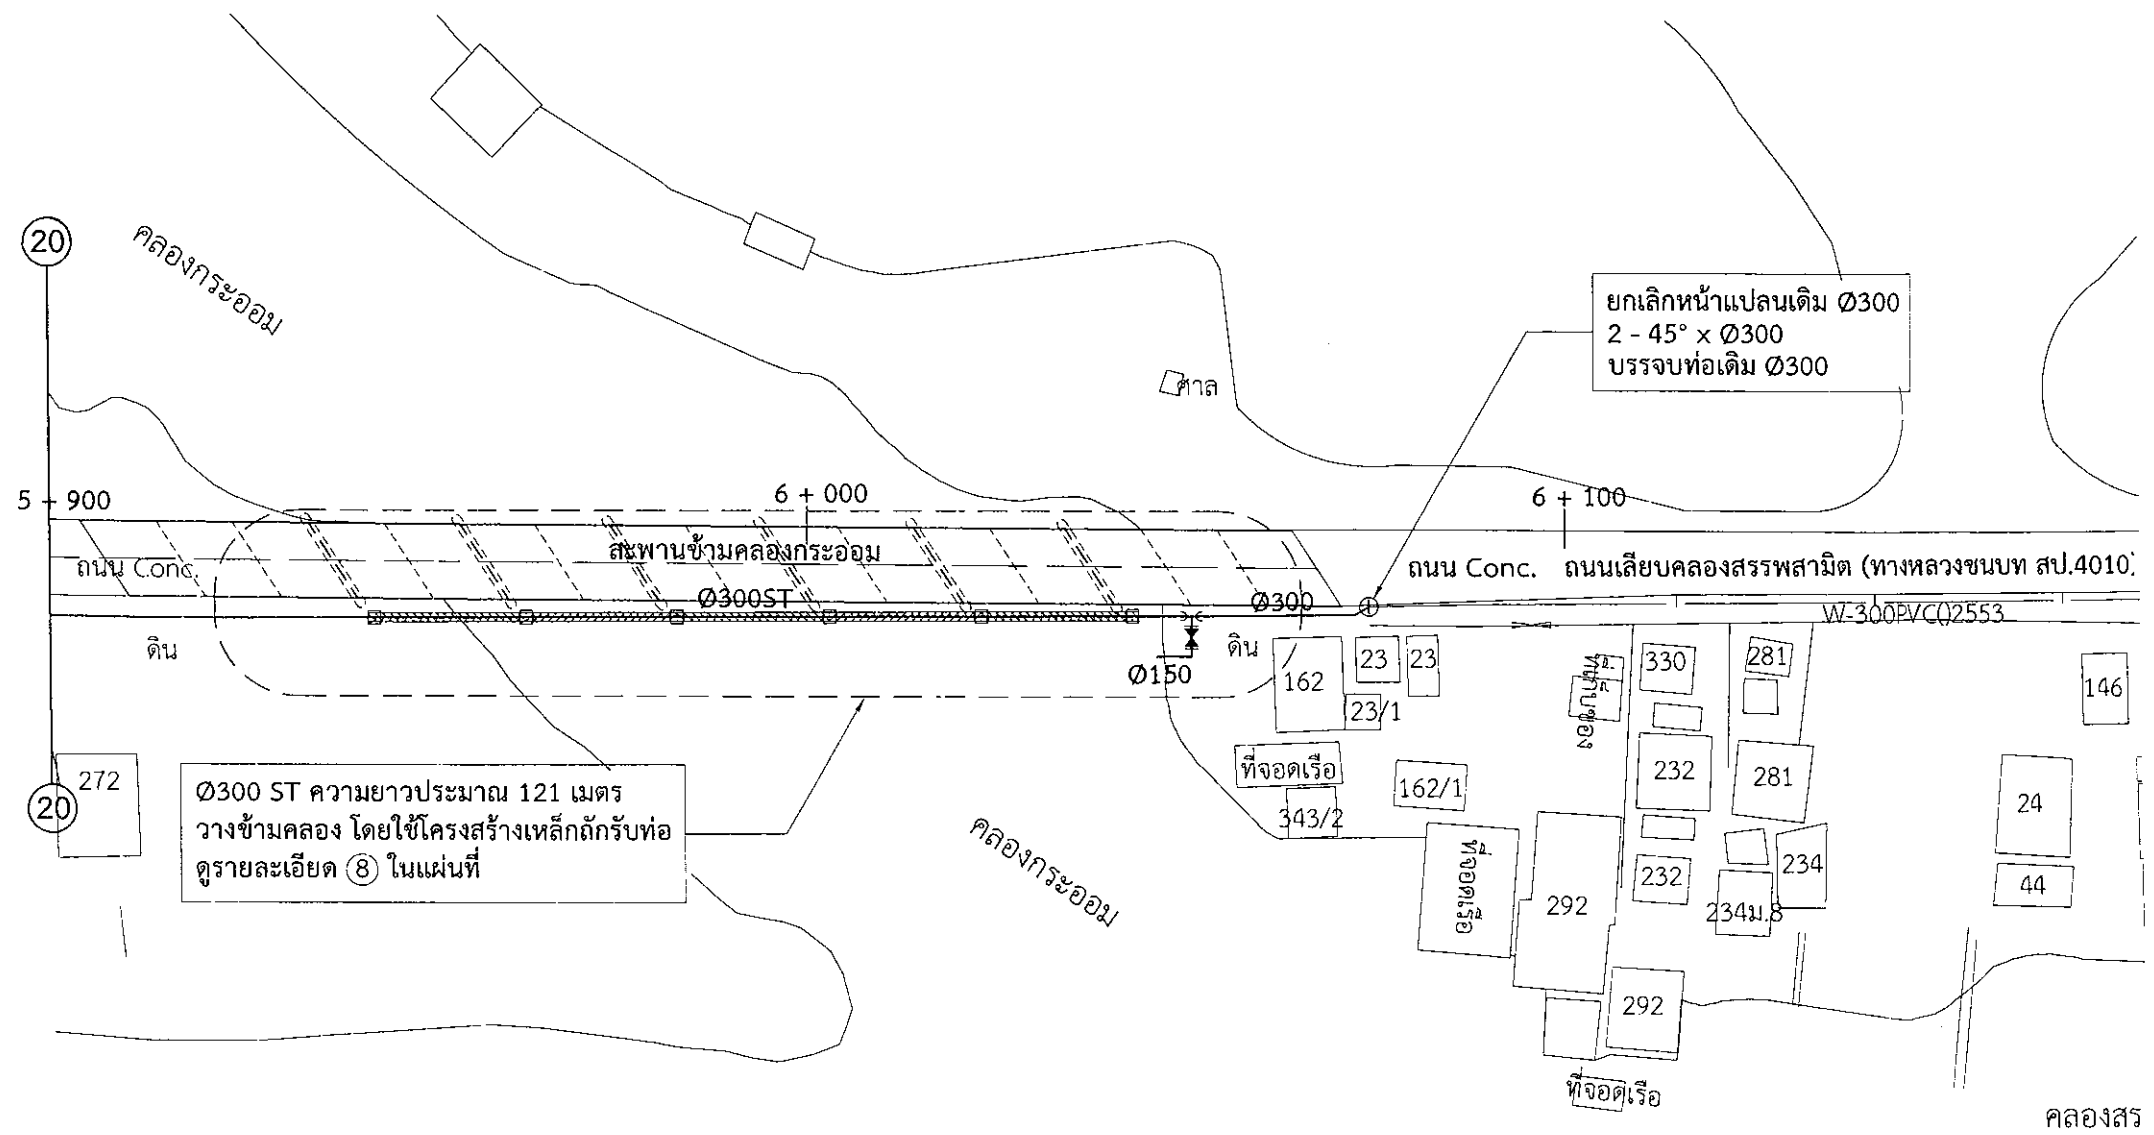 20
คลองกระออม
ยกเลิกหน้าแปลนเดิม Ø300
2 - 45° x Ø300
บรรจบท่อเดิม Ø300
ศาล
5 + 900
6 + 000
6 + 100
สะพานข้ามคลองกระออม
ถนน Conc.
ถนน Conc.
ถนนเลียบคลองสรรพสามิต (ทางหลวงชนบท สป.4010)
Ø300ST
Ø300
W-300PVC()2553
ดิน
ดิน
Ø150
162
23
23
23/1
ที่เก็บของ
330
281
146
272
20
Ø300 ST ความยาวประมาณ 121 เมตร
วางข้ามคลอง โดยใช้โครงสร้างเหล็กถักรับท่อ
ดูรายละเอียด 8 ในแผ่นที่
ที่จอดเรือ
343/2
162/1
232
281
24
คลองกระออม
ที่จอดเรือ
292
232
234
234ม.8
44
292
ที่จอดเรือ
คลองสร